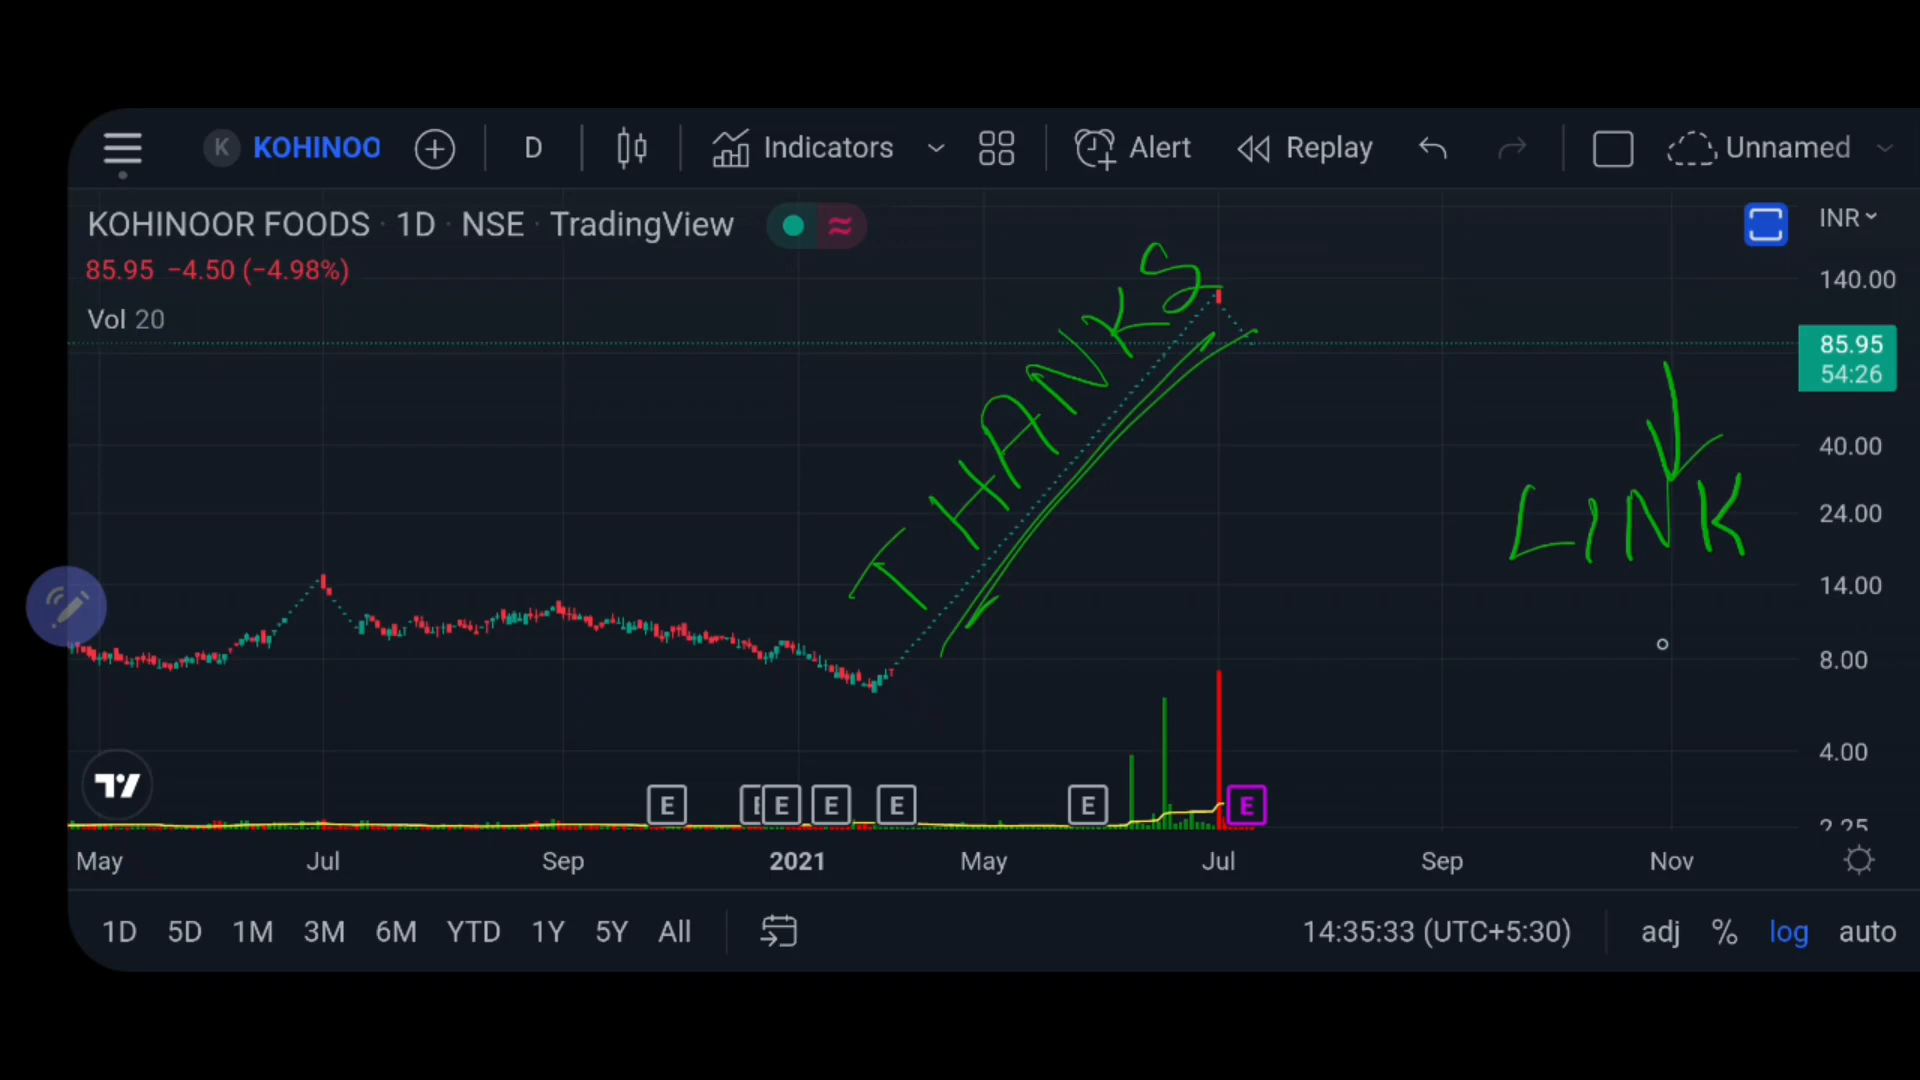 K KOHINOO D Indicators Alert Replay Unnamed
KOHINOOR FOODS · 1D · NSE · TradingView
INR
85.95 −4.50 (−4.98%)
Vol 20
140.00
85.95
54:26
40.00
24.00
14.00
8.00
4.00
2.25
THANKS
LINK
E E E E E E E
May Jul Sep 2021 May Jul Sep Nov
1D 5D 1M 3M 6M YTD 1Y 5Y All 14:35:33 (UTC+5:30) adj % log auto